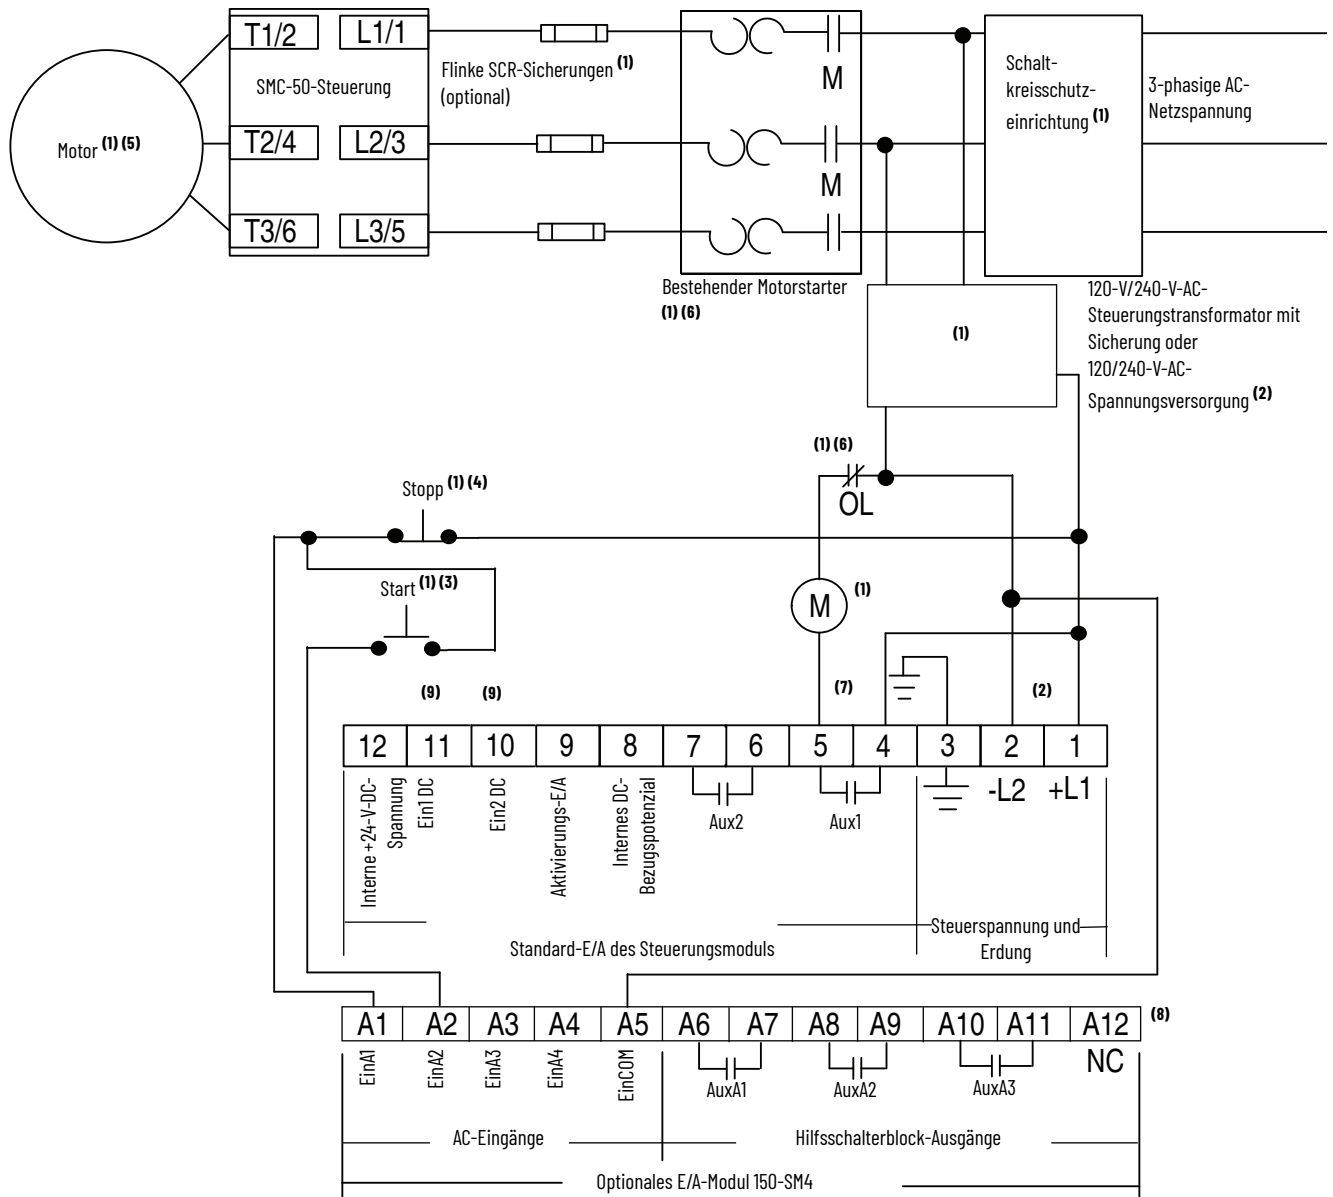 T1/2 L1/1
SMC-50-Steuerung
T2/4 L2/3
T3/6 L3/5
Motor (1) (5)
Flinke SCR-Sicherungen (1)
(optional)
M
M
Bestehender Motorstarter
(1) (6)
Schalt-
kreisschutz-
einrichtung (1)
3-phasige AC-
Netzspannung
(1)
120-V/240-V-AC-
Steuerungstransformator mit
Sicherung oder
120/240-V-AC-
Spannungsversorgung (2)
(1) (6)
OL
Stopp (1) (4)
Start (1) (3)
M (1)
(9) (9) (7) (2)
12 11 10 9 8 7 6 5 4 3 2 1
Interne +24-V-DC-
Spannung
Ein1 DC
Ein2 DC
Aktivierungs-E/A
Internes DC-
Bezugspotenzial
Aux2
Aux1
-L2 +L1
Standard-E/A des Steuerungsmoduls
Steuerspannung und
Erdung
A1 A2 A3 A4 A5 A6 A7 A8 A9 A10 A11 A12 (8)
EinA1
EinA2
EinA3
EinA4
EinCOM
AuxA1
AuxA2
AuxA3
NC
AC-Eingänge
Hilfsschalterblock-Ausgänge
Optionales E/A-Modul 150-SM4